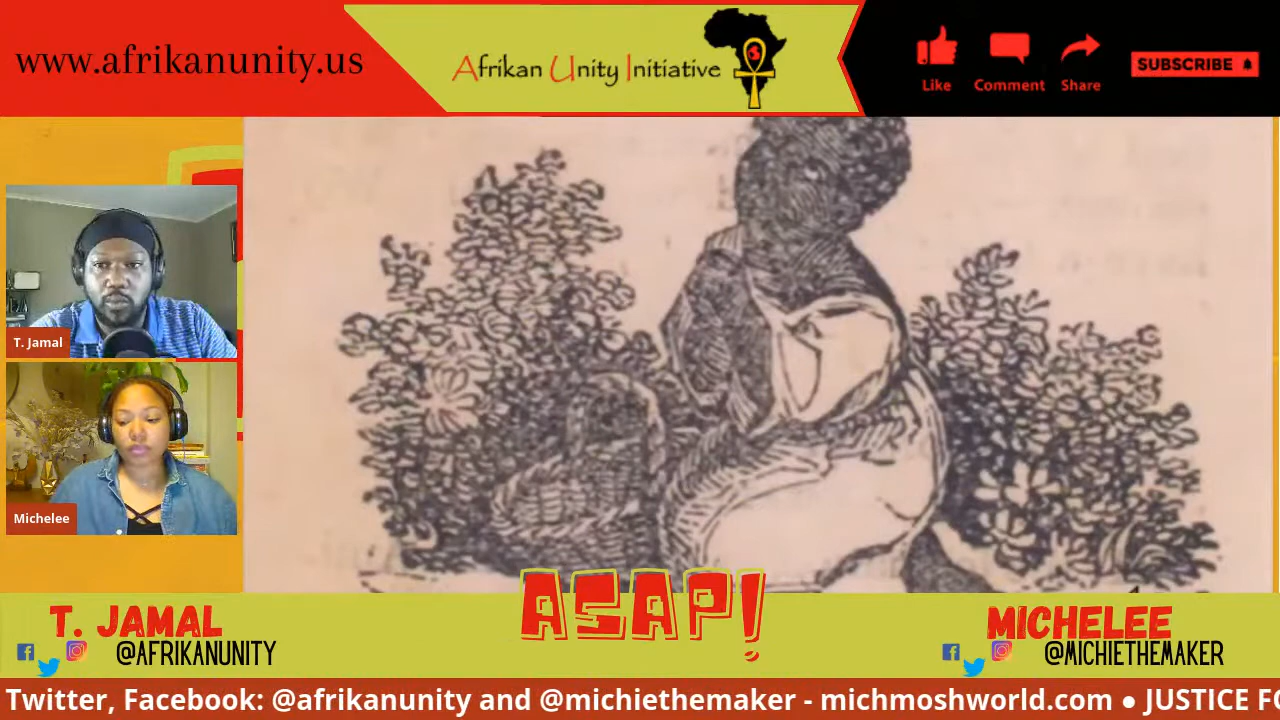 www.afrikanunity.us
Afrikan Unity Initiative
Like
Comment
Share
SUBSCRIBE
T. Jamal
Michelee
ASAP!
T. JAMAL
@AFRIKANUNITY
MICHELEE
@MICHIETHEMAKER
Twitter, Facebook: @afrikanunity and @michiethemaker - michmoshworld.com ● JUSTICE